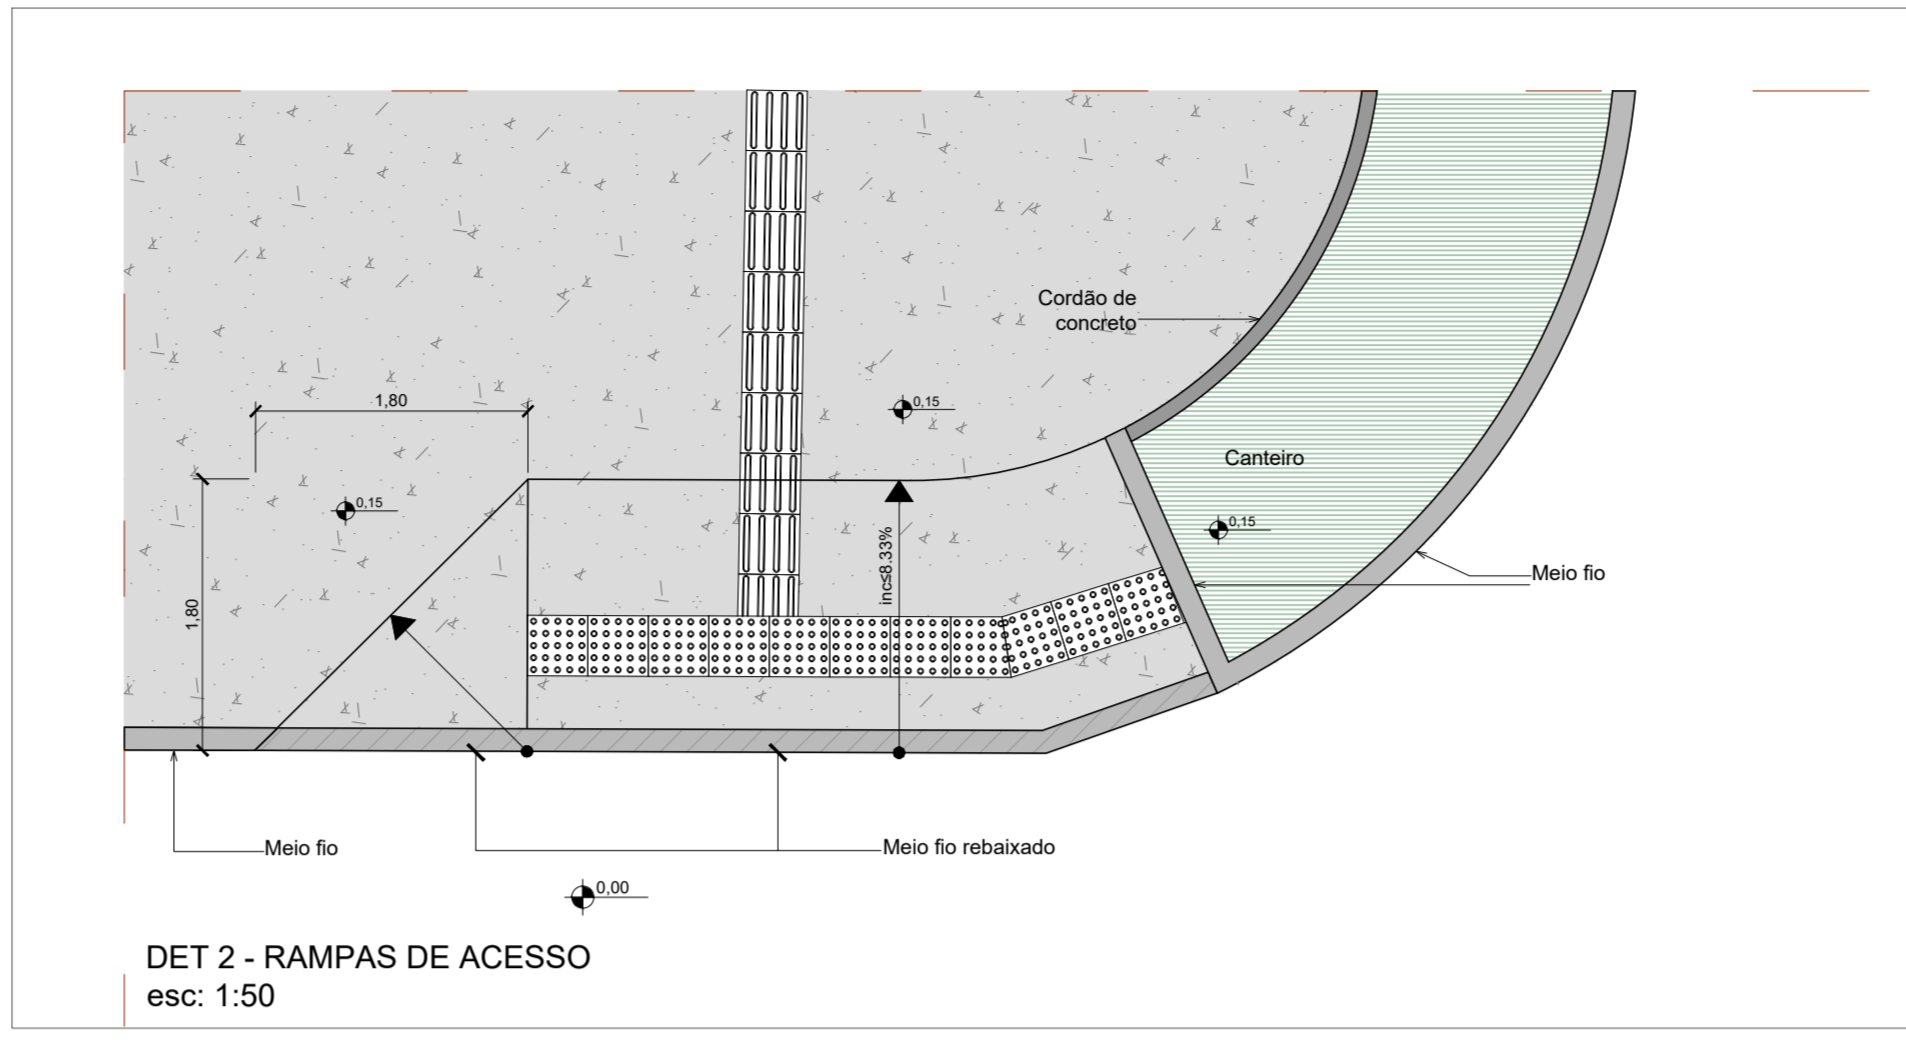 Cordão de
concreto
1,80
0,15
Canteiro
0,15
0,15
inc≤8.33%
Meio fio
1,80
Meio fio
Meio fio rebaixado
0,00
DET 2 - RAMPAS DE ACESSO
esc: 1:50